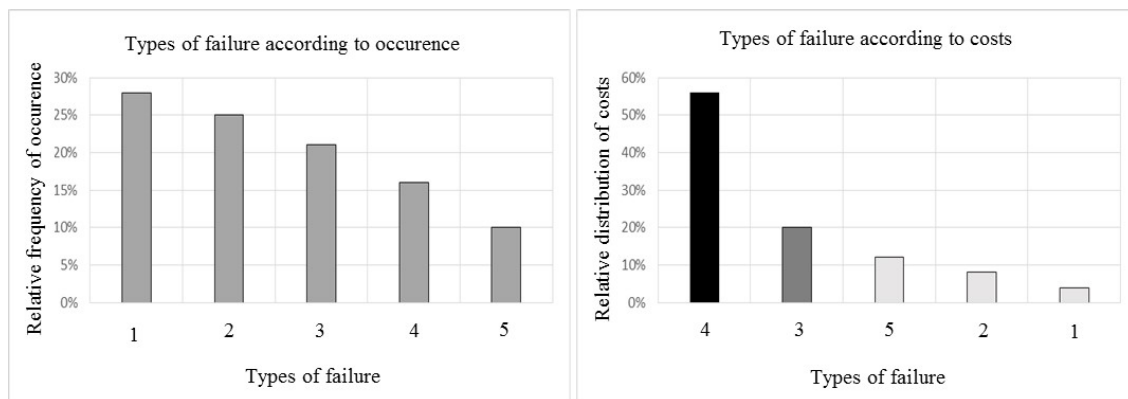 Types of failure according to occurence
Relative frequency of occurence
30%
25%
20%
15%
10%
5%
0%
1 2 3 4 5
Types of failure
Types of failure according to costs
Relative distribution of costs
60%
50%
40%
30%
20%
10%
0%
4 3 5 2 1
Types of failure